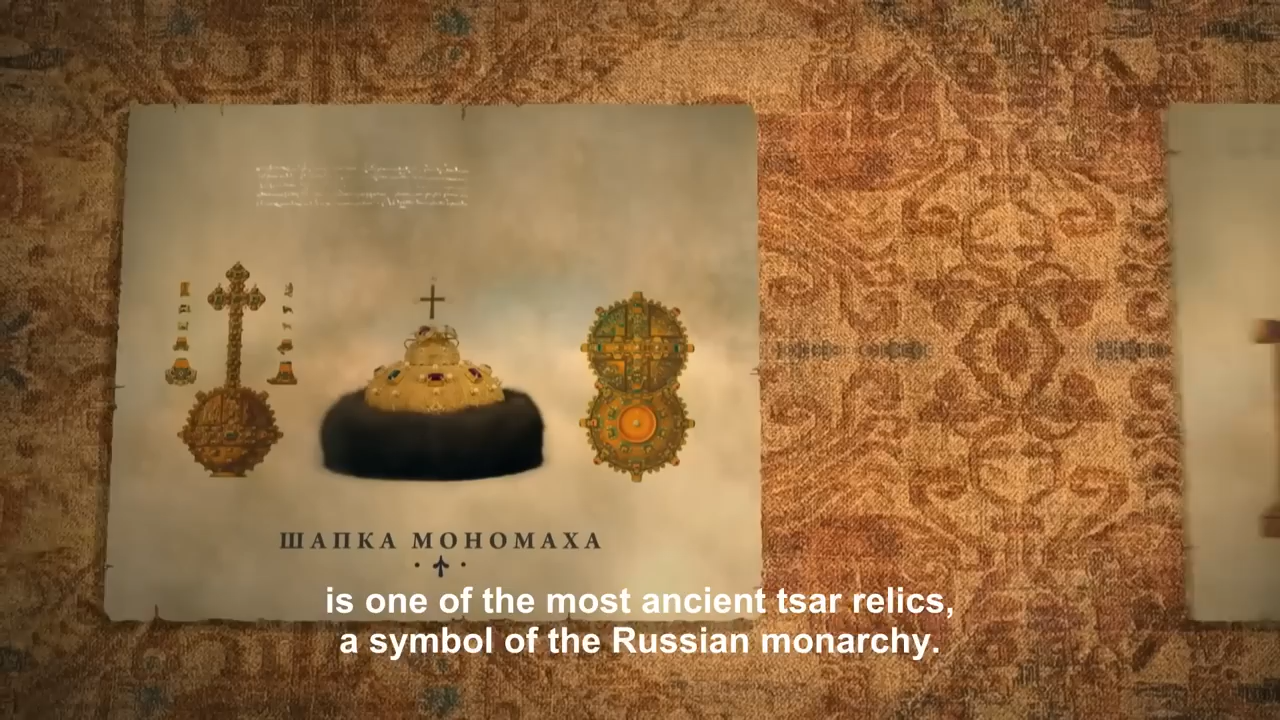 ШАПКА МОНОМАХА
is one of the most ancient tsar relics,
a symbol of the Russian monarchy.